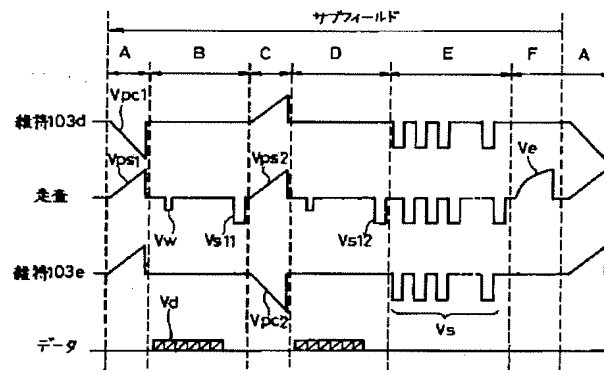 サブフィールド
A B C D E F A
Vpc1
維持103d
Vps1 Vps2 Ve
走査
Vw Vs11 Vs12
維持103e
Vd Vpc2 Vs
データ